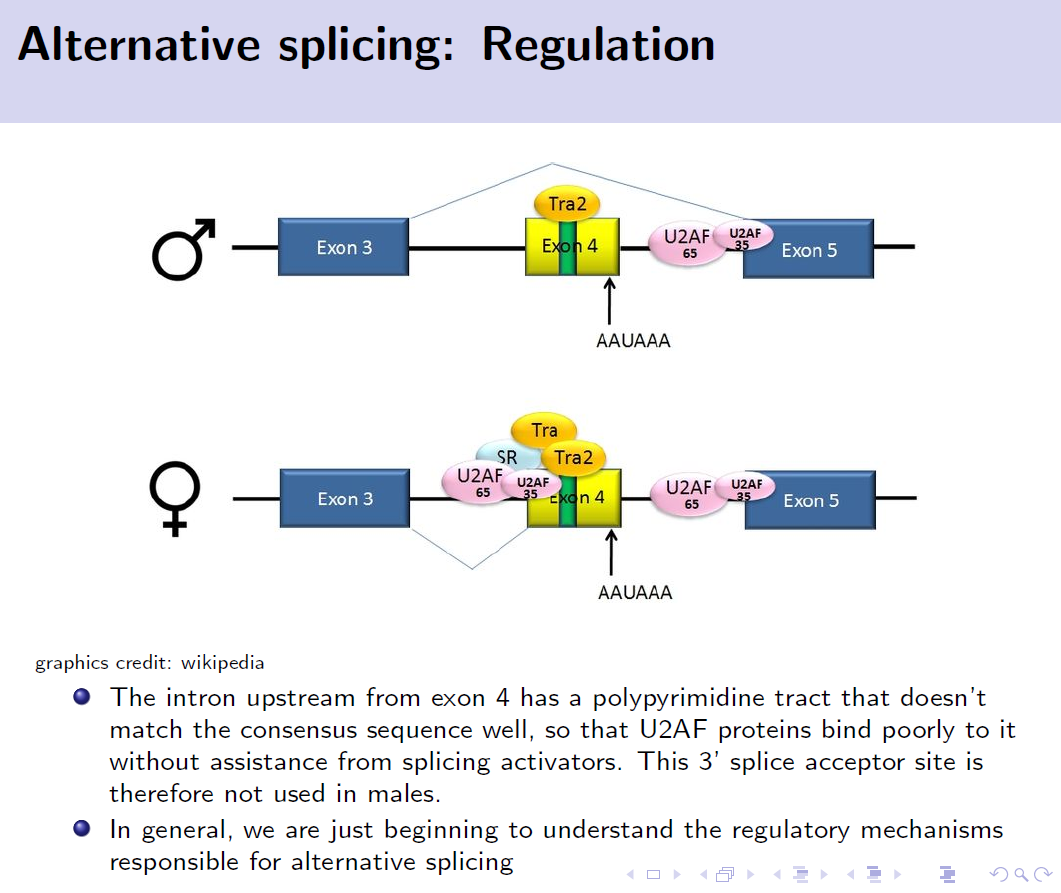 Alternative splicing: Regulation
Tra2
Exon 3
Exon 4
U2AF
65
U2AF
35
Exon 5
AAUAAA
Tra
SR
Tra2
U2AF
65
U2AF
35
Exon 3
Exon 4
U2AF
65
U2AF
35
Exon 5
AAUAAA
graphics credit: wikipedia
The intron upstream from exon 4 has a polypyrimidine tract that doesn't
match the consensus sequence well, so that U2AF proteins bind poorly to it
without assistance from splicing activators. This 3' splice acceptor site is
therefore not used in males.
In general, we are just beginning to understand the regulatory mechanisms
responsible for alternative splicing